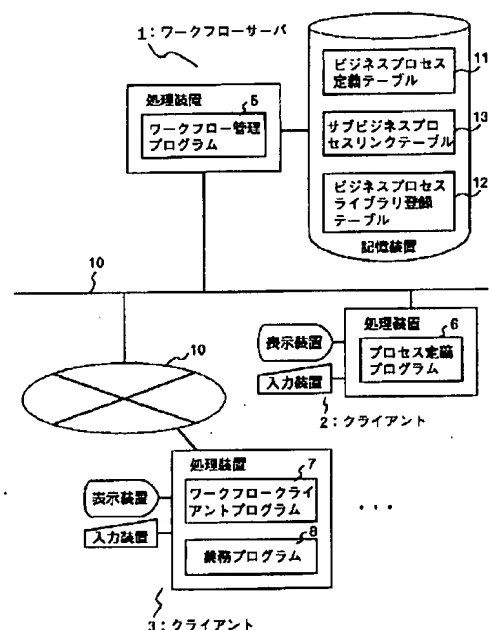 1：ワークフローサーバ
処理装置
5
ワークフロー管理
プログラム
ビジネスプロセス
定義テーブル
11
サブビジネスプロ
セスリンクテーブル
13
ビジネスプロセス
ライブラリ登録
テーブル
12
記憶装置
10
10
処理装置
6
プロセス定義
プログラム
表示装置
入力装置
2：クライアント
処理装置
7
ワークフロークライ
アントプログラム
8
業務プログラム
表示装置
入力装置
3：クライアント
・・・